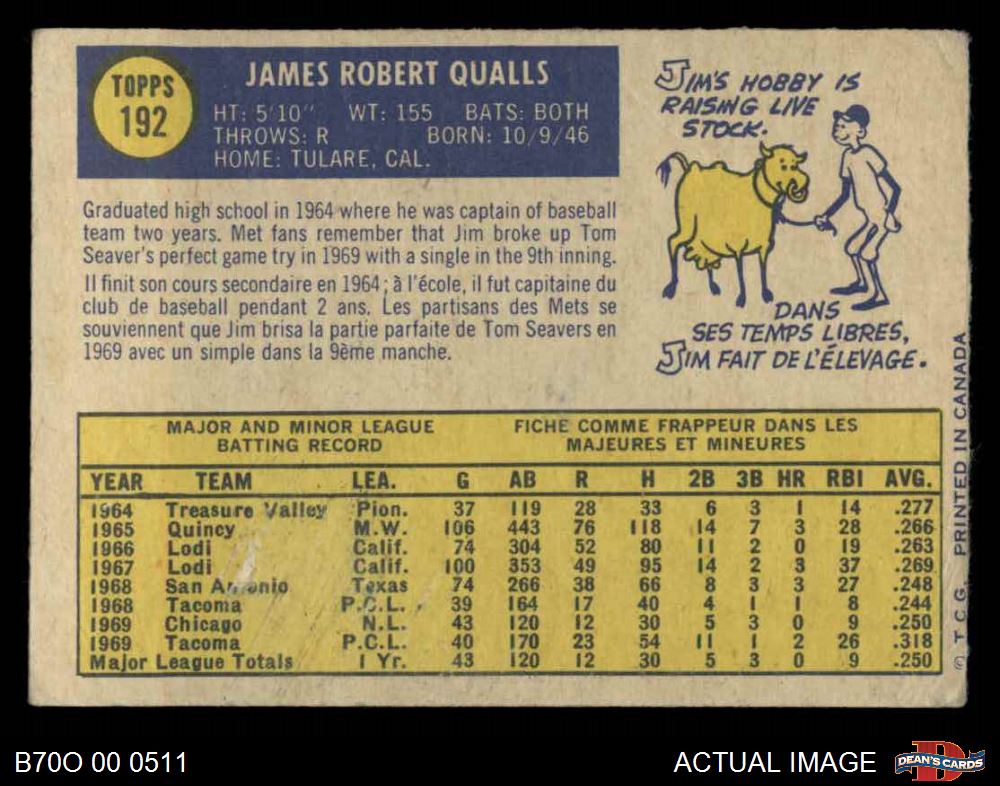 TOPPS
192
JAMES ROBERT QUALLS
HT: 5'10" WT: 155 BATS: BOTH
THROWS: R BORN: 10/9/46
HOME: TULARE, CAL.
JIM'S HOBBY IS
RAISING LIVE
STOCK.
Graduated high school in 1964 where he was captain of baseball
team two years. Met fans remember that Jim broke up Tom
Seaver's perfect game try in 1969 with a single in the 9th inning.
Il finit son cours secondaire en 1964; à l'école, il fut capitaine du
club de baseball pendant 2 ans. Les partisans des Mets se
souviennent que Jim brisa la partie parfaite de Tom Seavers en
1969 avec un simple dans la 9ème manche.
DANS
SES TEMPS LIBRES,
JIM FAIT DE L'ÉLEVAGE.
MAJOR AND MINOR LEAGUE
BATTING RECORD
FICHE COMME FRAPPEUR DANS LES
MAJEURES ET MINEURES
YEAR TEAM LEA. G AB R H 2B 3B HR RBI AVG.
1964 Treasure Valley Pion. 37 119 28 33 6 3 1 14 .277
1965 Quincy M.W. 106 443 76 118 14 7 3 28 .266
1966 Lodi Calif. 74 304 52 80 11 2 0 19 .263
1967 Lodi Calif. 100 353 49 95 14 2 3 37 .269
1968 San Antonio Texas 74 266 38 66 8 3 3 27 .248
1968 Tacoma P.C.L. 39 164 17 40 4 1 1 8 .244
1969 Chicago N.L. 43 120 12 30 5 3 0 9 .250
1969 Tacoma P.C.L. 40 170 23 54 11 1 2 26 .318
Major League Totals 1 Yr. 43 120 12 30 5 3 0 9 .250
© T.C.G. PRINTED IN CANADA
B70O 00 0511
ACTUAL IMAGE
D
DEAN'S CARDS